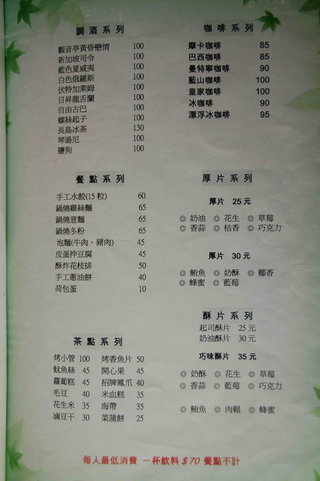 調酒系列
觀音亭黃昏戀情 100
新加坡司令 100
藍色夏威夷 100
白色俄羅斯 100
伏特加萊姆 100
日昇龍舌蘭 100
自由古巴 100
螺絲起子 100
長島冰茶 130
琴湯尼 100
鹽狗 100
咖啡系列
摩卡咖啡 85
巴西咖啡 85
曼特寧咖啡 90
藍山咖啡 100
皇家咖啡 100
冰咖啡 90
漂浮冰咖啡 95
餐點系列
手工水餃(15粒) 60
鍋燒雞絲麵 65
鍋燒意麵 65
鍋燒冬粉 65
泡麵(牛肉、豬肉) 45
皮蛋拌豆腐 45
酥炸花枝排 50
手工蔥油餅 40
荷包蛋 10
厚片系列
厚片 25元
◎奶油 ◎花生 ◎草莓
◎香蒜 ◎桔香 ◎巧克力
厚片 30元
◎鮪魚 ◎奶酥 ◎椰香
◎蜂蜜 ◎藍莓
酥片系列
起司酥片 25元
奶油酥片 30元
巧味酥片 35元
◎奶酥 ◎花生 ◎草莓
◎香蒜 ◎藍莓 ◎巧克力
◎鮪魚 ◎肉鬆 ◎蜂蜜
茶點系列
烤小管 100 烤香魚片 50
魷魚絲 45 開心果 45
蘿蔔糕 45 招牌鳳爪 40
毛豆 40 米血糕 35
花生米 35 海帶 35
滷豆干 30 菜脯餅 25
每人最低消費 一杯飲料$70 餐點不計